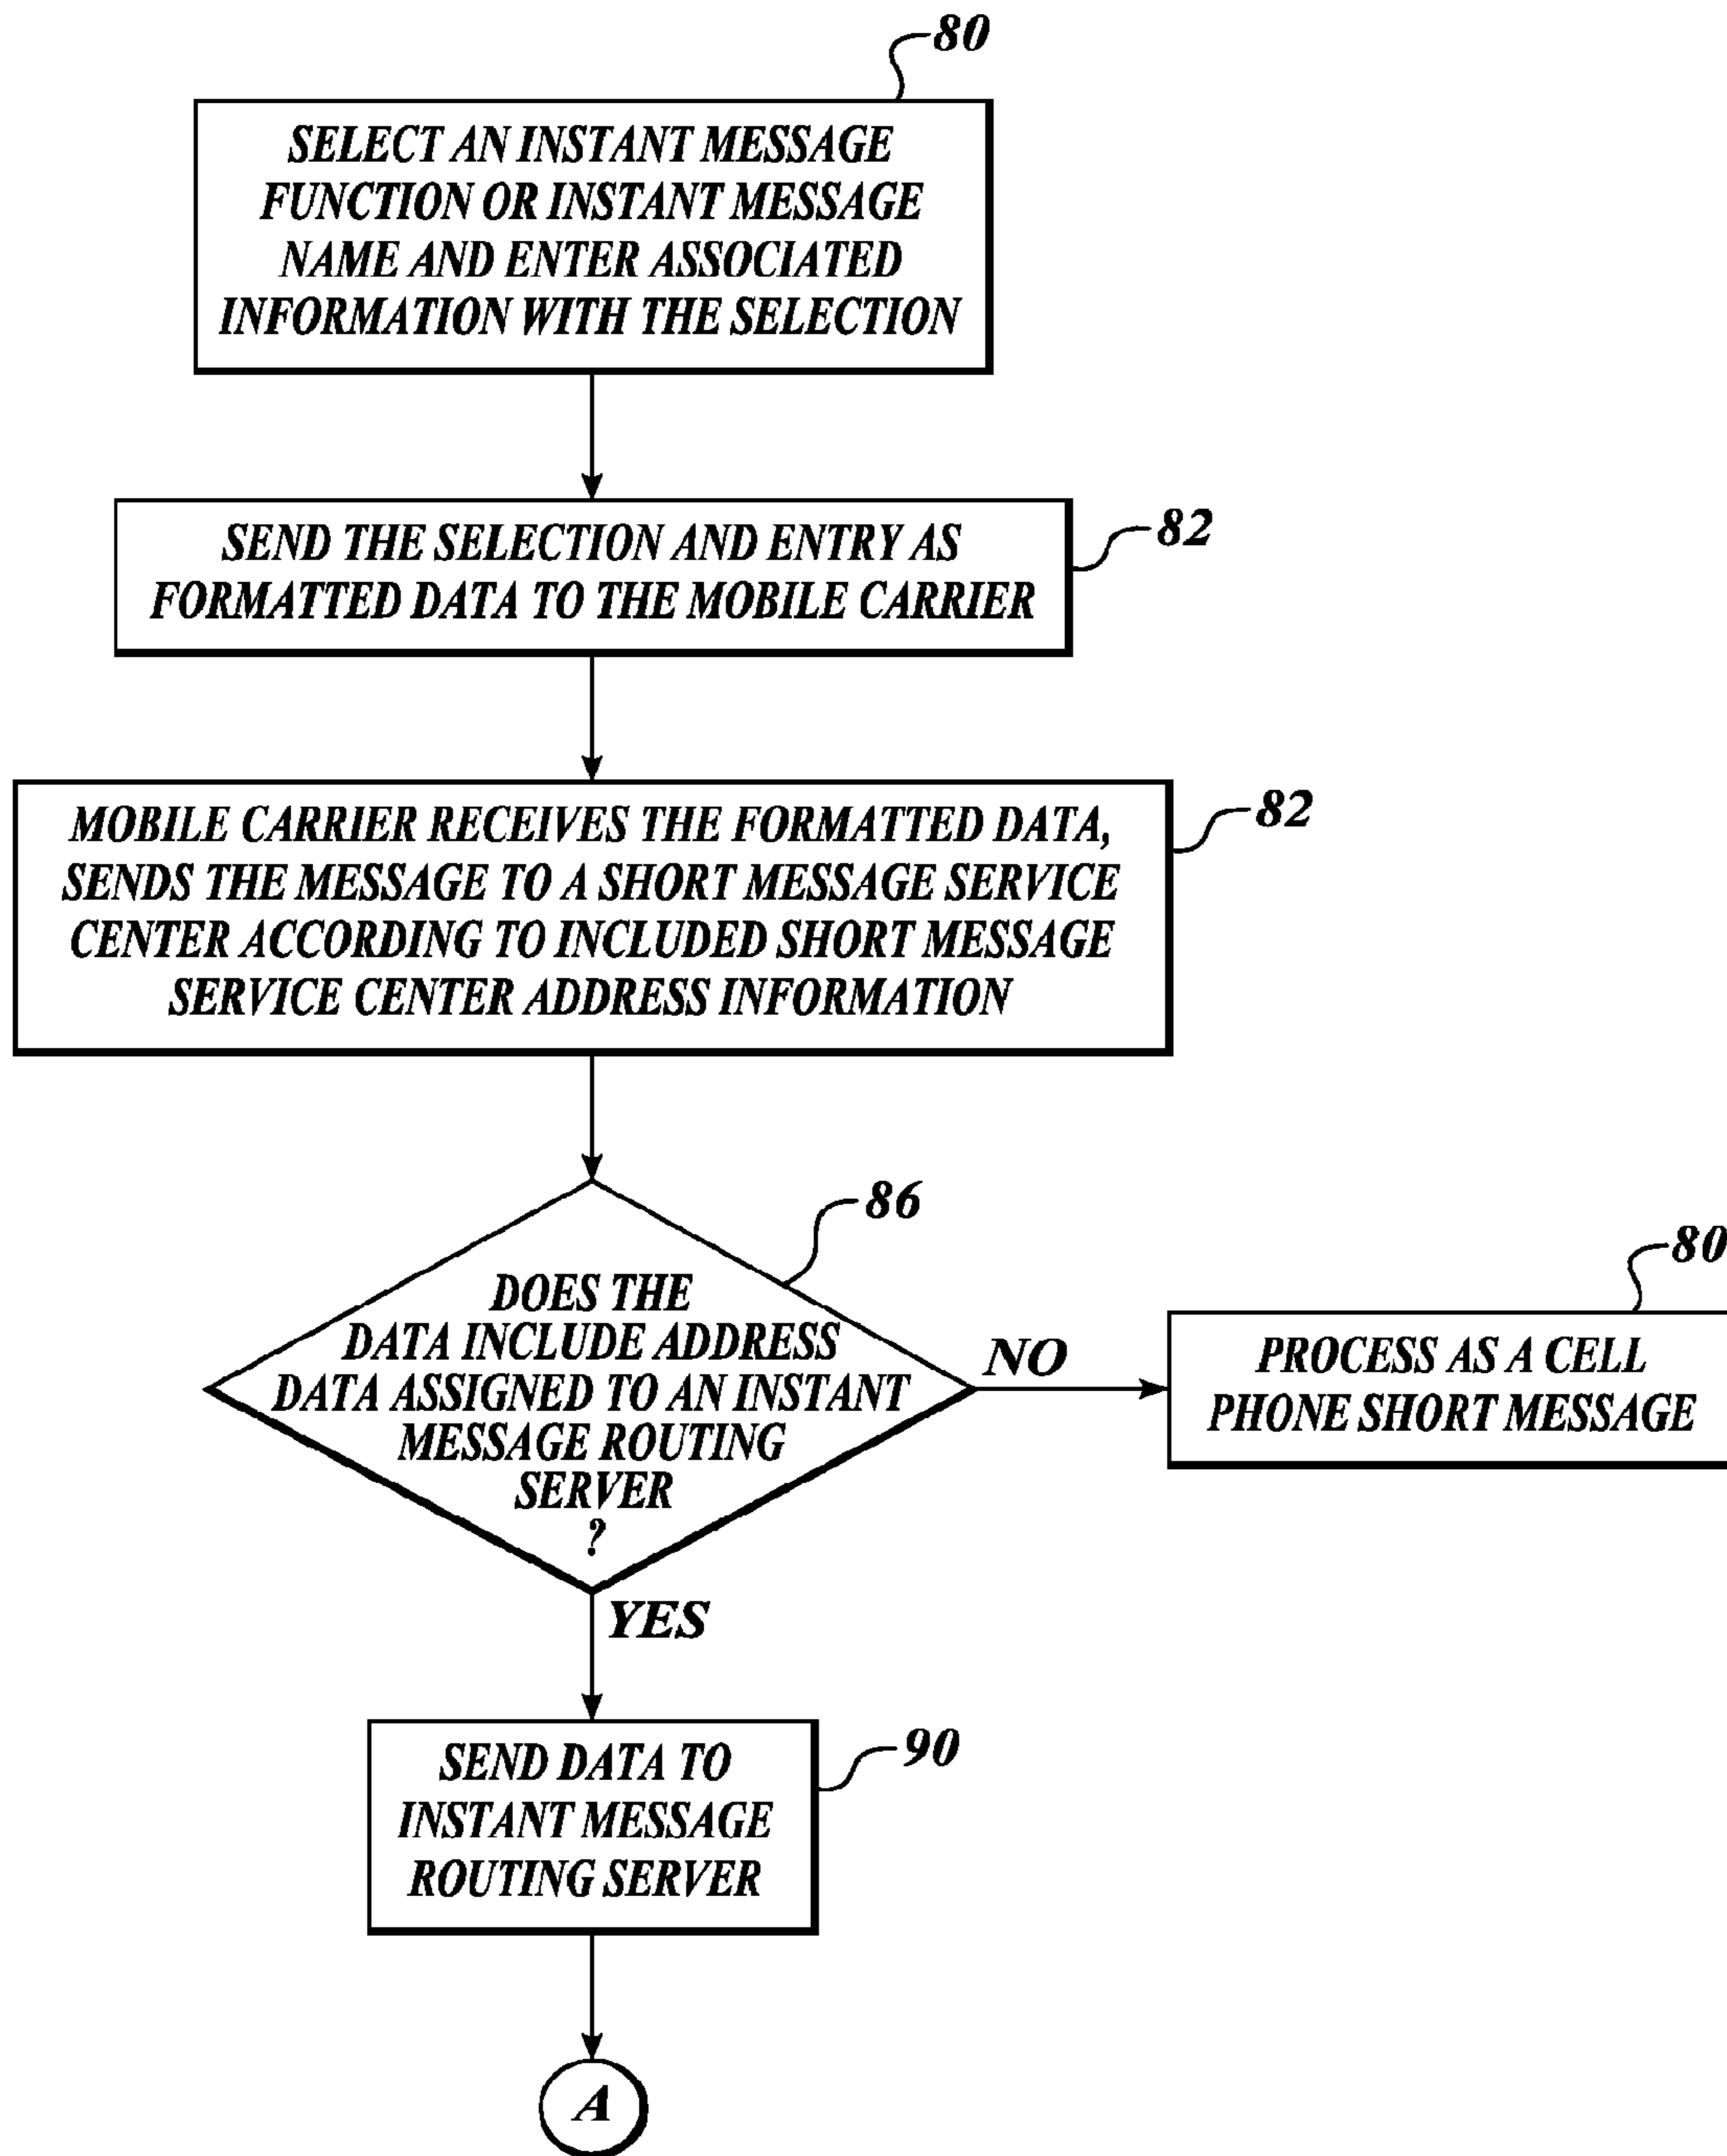 80
SELECT AN INSTANT MESSAGE
FUNCTION OR INSTANT MESSAGE
NAME AND ENTER ASSOCIATED
INFORMATION WITH THE SELECTION
82
SEND THE SELECTION AND ENTRY AS
FORMATTED DATA TO THE MOBILE CARRIER
82
MOBILE CARRIER RECEIVES THE FORMATTED DATA,
SENDS THE MESSAGE TO A SHORT MESSAGE SERVICE
CENTER ACCORDING TO INCLUDED SHORT MESSAGE
SERVICE CENTER ADDRESS INFORMATION
86
DOES THE
DATA INCLUDE ADDRESS
DATA ASSIGNED TO AN INSTANT
MESSAGE ROUTING
SERVER
?
NO
80
PROCESS AS A CELL
PHONE SHORT MESSAGE
YES
90
SEND DATA TO
INSTANT MESSAGE
ROUTING SERVER
A